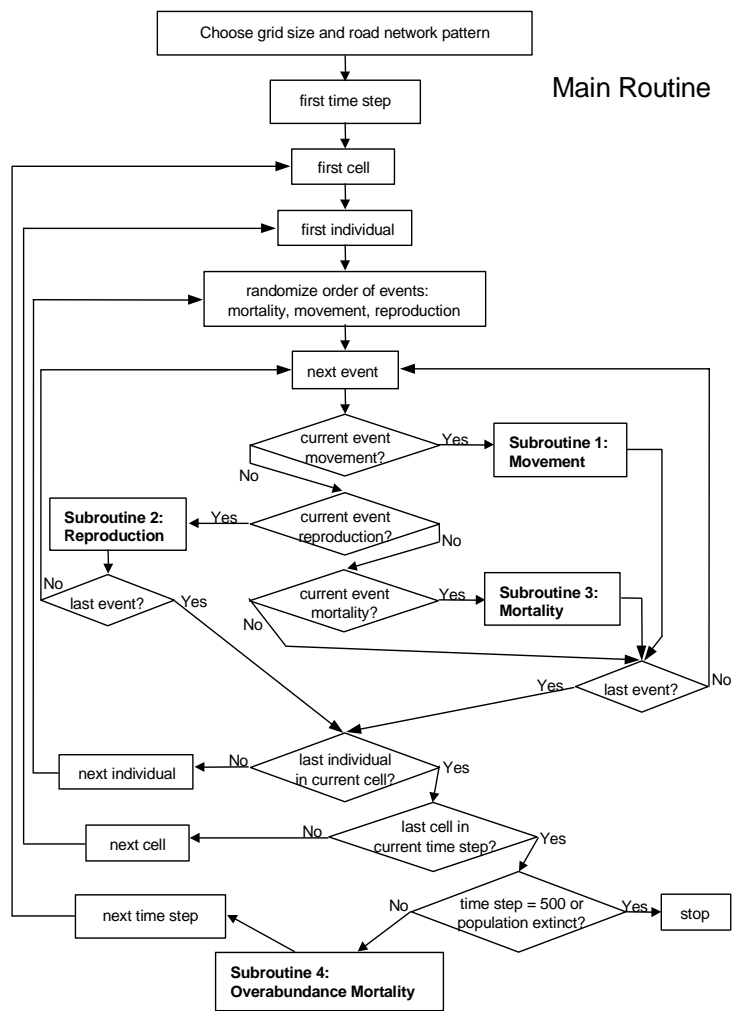 Choose grid size and road network pattern
Main Routine
first time step
first cell
first individual
randomize order of events:
mortality, movement, reproduction
next event
current event
movement?
Yes
Subroutine 1:
Movement
No
Subroutine 2:
Reproduction
Yes
current event
reproduction?
No
No
last event?
Yes
current event
mortality?
Yes
Subroutine 3:
Mortality
No
Yes
last event?
No
next individual
No
last individual
in current cell?
Yes
next cell
No
last cell in
current time step?
Yes
next time step
No
time step = 500 or
population extinct?
Yes
stop
Subroutine 4:
Overabundance Mortality